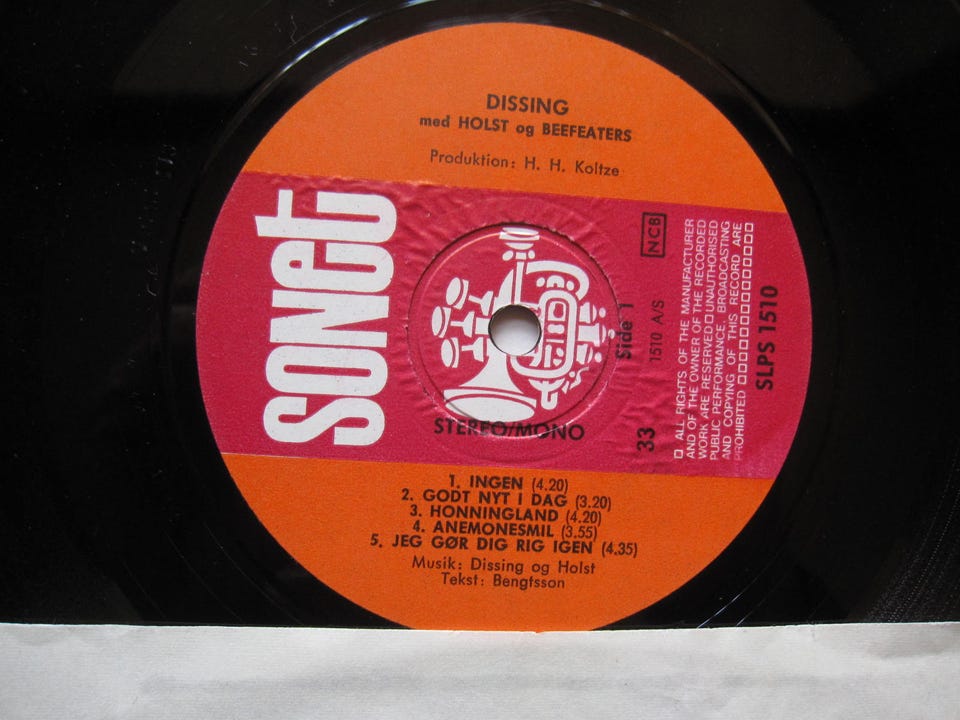 DISSING
med HOLST og BEEFEATERS
Produktion: H. H. Koltze
SONET
NCB
Side 1
1510 A/S
33
ALL RIGHTS OF THE MANUFACTURER
AND OF THE OWNER OF THE RECORDED
WORK ARE RESERVED UNAUTHORISED
PUBLIC PERFORMANCE, BROADCASTING
AND COPYING OF THIS RECORD ARE
PROHIBITED
SLPS 1510
STEREO/MONO
1. INGEN (4.20)
2. GODT NYT I DAG (3.20)
3. HONNINGLAND (4.20)
4. ANEMONESMIL (3.55)
5. JEG GØR DIG RIG IGEN (4.35)
Musik: Dissing og Holst
Tekst: Bengtsson